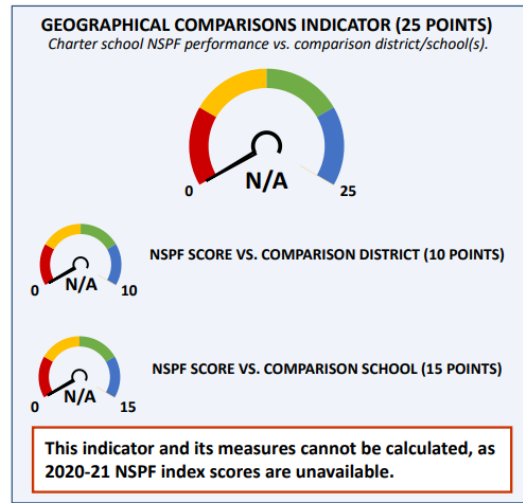 GEOGRAPHICAL COMPARISONS INDICATOR (25 POINTS)
Charter school NSPF performance vs. comparison district/school(s).
N/A
0
25
NSPF SCORE VS. COMPARISON DISTRICT (10 POINTS)
N/A
0
10
NSPF SCORE VS. COMPARISON SCHOOL (15 POINTS)
N/A
0
15
This indicator and its measures cannot be calculated, as
2020-21 NSPF index scores are unavailable.